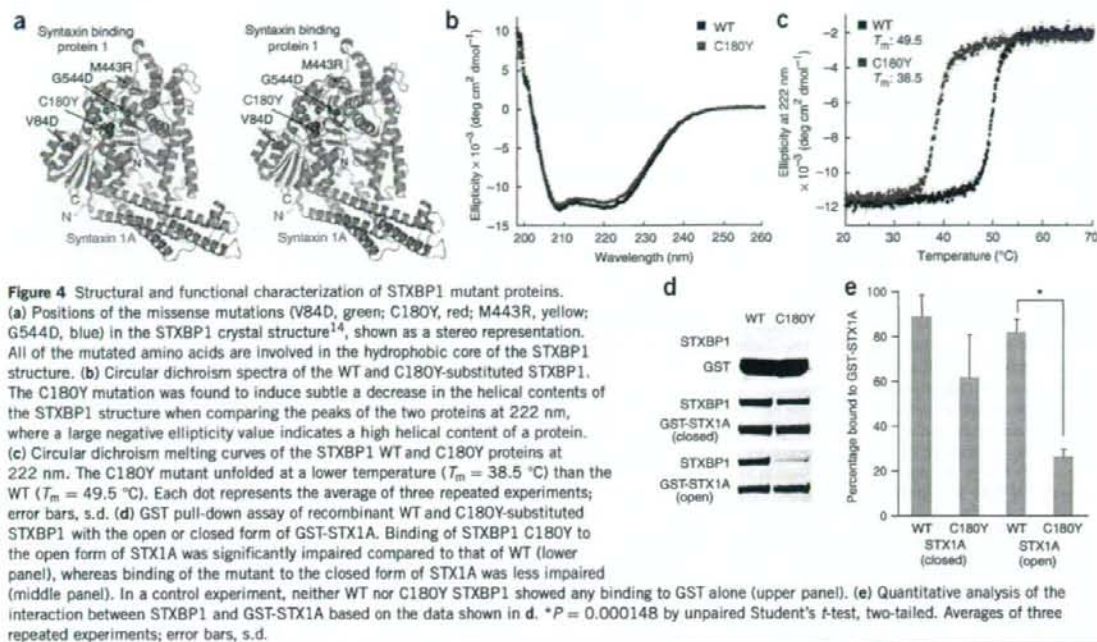 a
Syntaxin binding
protein 1
M443R
G544D
C180Y
V84D
N
C
N
Syntaxin 1A
Syntaxin binding
protein 1
M443R
G544D
C180Y
V84D
N
C
N
Syntaxin 1A
b
WT
C180Y
Ellipticity × 10⁻³ (deg cm² dmol⁻¹)
10
5
0
−5
−10
−15
200 210 220 230 240 250 260
Wavelength (nm)
c
WT
Tm: 49.5
C180Y
Tm: 38.5
Ellipticity at 222 nm
× 10⁻³ (deg cm² dmol⁻¹)
−2
−4
−6
−8
−10
−12
20 30 40 50 60 70
Temperature (°C)
Figure 4 Structural and functional characterization of STXBP1 mutant proteins.
(a) Positions of the missense mutations (V84D, green; C180Y, red; M443R, yellow;
G544D, blue) in the STXBP1 crystal structure¹⁴, shown as a stereo representation.
All of the mutated amino acids are involved in the hydrophobic core of the STXBP1
structure. (b) Circular dichroism spectra of the WT and C180Y-substituted STXBP1.
The C180Y mutation was found to induce subtle a decrease in the helical contents of
the STXBP1 structure when comparing the peaks of the two proteins at 222 nm,
where a large negative ellipticity value indicates a high helical content of a protein.
(c) Circular dichroism melting curves of the STXBP1 WT and C180Y proteins at
222 nm. The C180Y mutant unfolded at a lower temperature (Tm = 38.5 °C) than the
WT (Tm = 49.5 °C). Each dot represents the average of three repeated experiments;
error bars, s.d. (d) GST pull-down assay of recombinant WT and C180Y-substituted
STXBP1 with the open or closed form of GST-STX1A. Binding of STXBP1 C180Y to
the open form of STX1A was significantly impaired compared to that of WT (lower
panel), whereas binding of the mutant to the closed form of STX1A was less impaired
(middle panel). In a control experiment, neither WT nor C180Y STXBP1 showed any binding to GST alone (upper panel). (e) Quantitative analysis of the
interaction between STXBP1 and GST-STX1A based on the data shown in d. *P = 0.000148 by unpaired Student's t-test, two-tailed. Averages of three
repeated experiments; error bars, s.d.
d
WT C180Y
STXBP1
GST
STXBP1
GST-STX1A
(closed)
STXBP1
GST-STX1A
(open)
e
Percentage bound to GST-STX1A
100
80
60
40
20
0
*
WT C180Y WT C180Y
STX1A STX1A
(closed) (open)